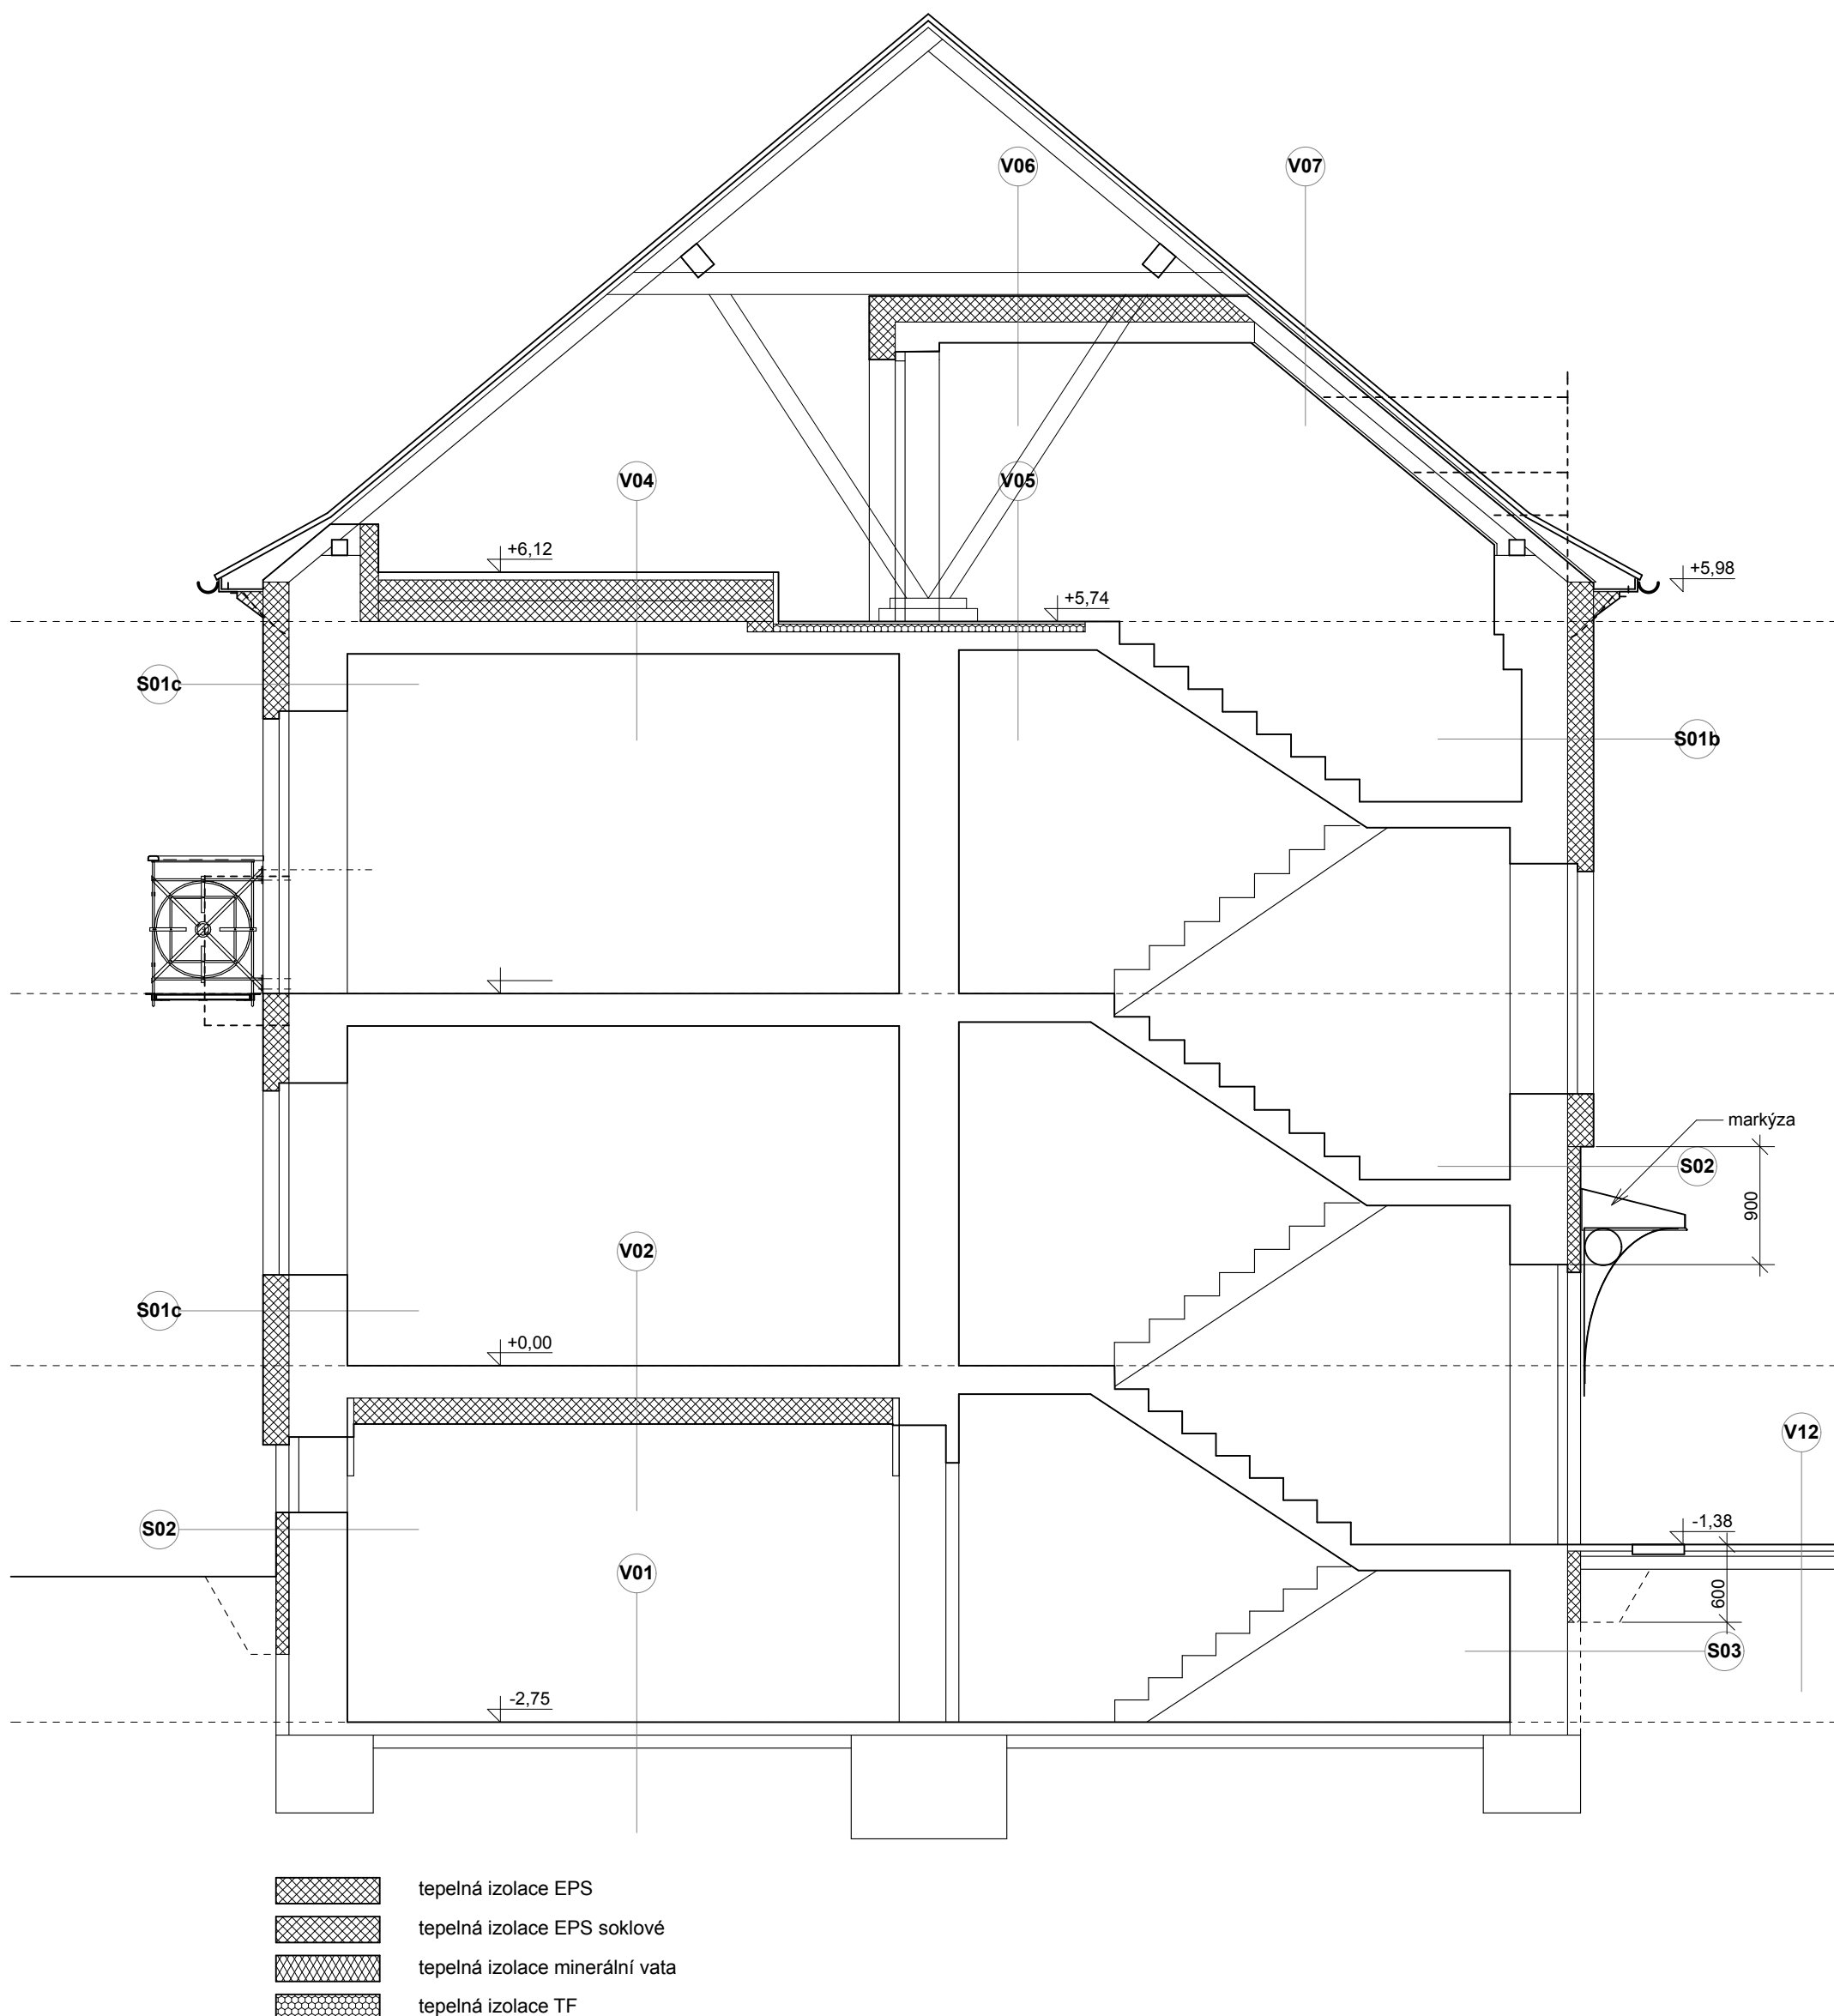 V06
V07
V04
V05
+6,12
+5,98
+5,74
S01c
S01b
markýza
S02
900
V02
S01c
+0,00
V12
-1,38
S02
V01
600
S03
-2,75
tepelná izolace EPS
tepelná izolace EPS soklové
tepelná izolace minerální vata
tepelná izolace TF